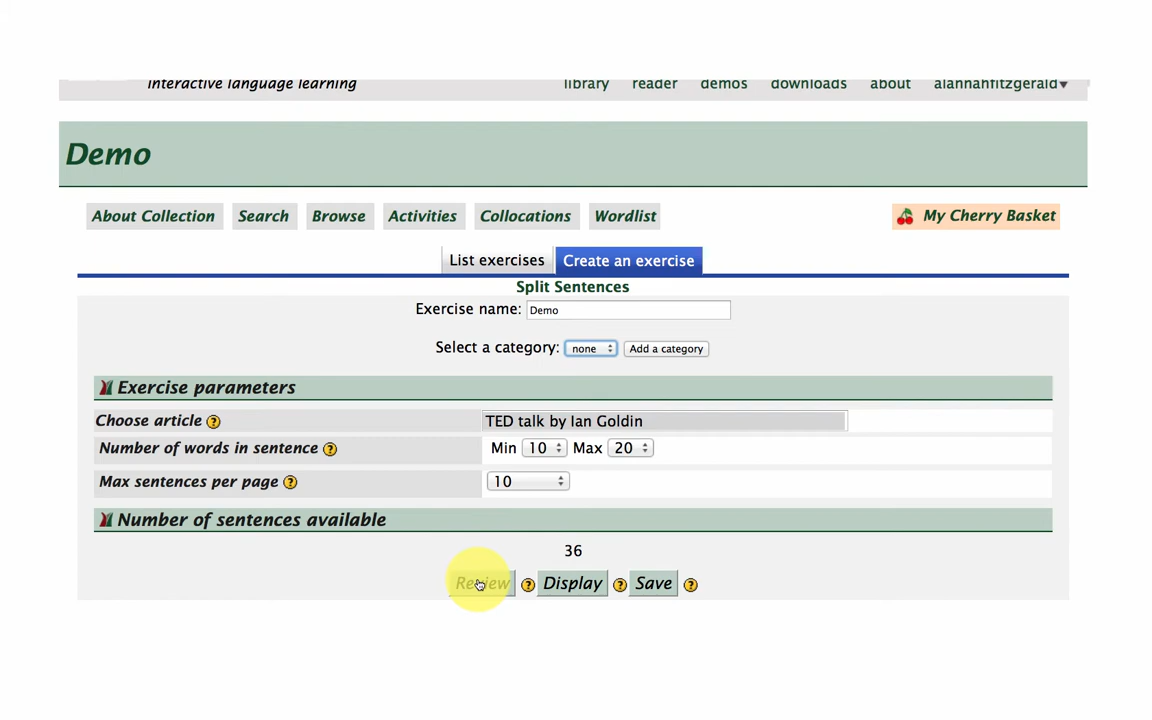 interactive language learning library reader demos downloads about alannahfitzgerald
Demo
About Collection Search Browse Activities Collocations Wordlist My Cherry Basket
List exercises Create an exercise
Split Sentences
Exercise name: Demo
Select a category: none Add a category
Exercise parameters
Choose article ? TED talk by Ian Goldin
Number of words in sentence ? Min 10 Max 20
Max sentences per page ? 10
Number of sentences available
36
Review ? Display ? Save ?